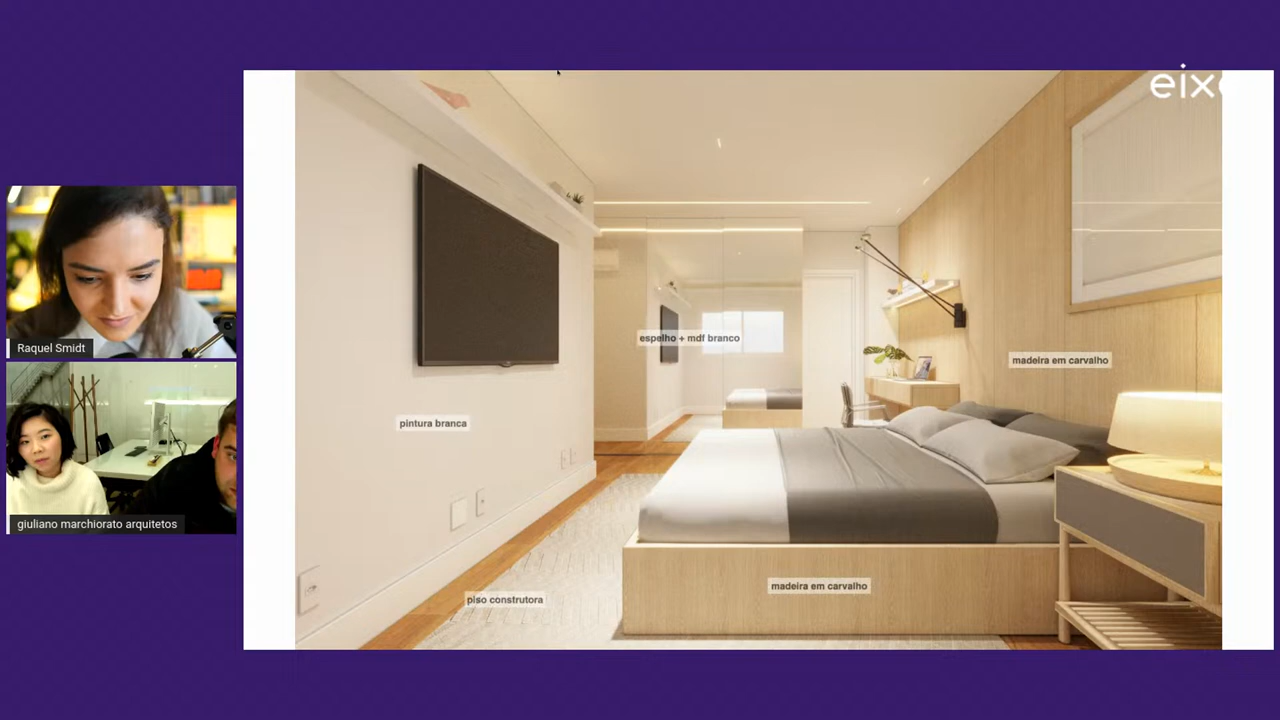 eix
espelho + mdf branco
Raquel Smidt
madeira em carvalho
pintura branca
giuliano marchiorato arquitetos
madeira em carvalho
piso construtora